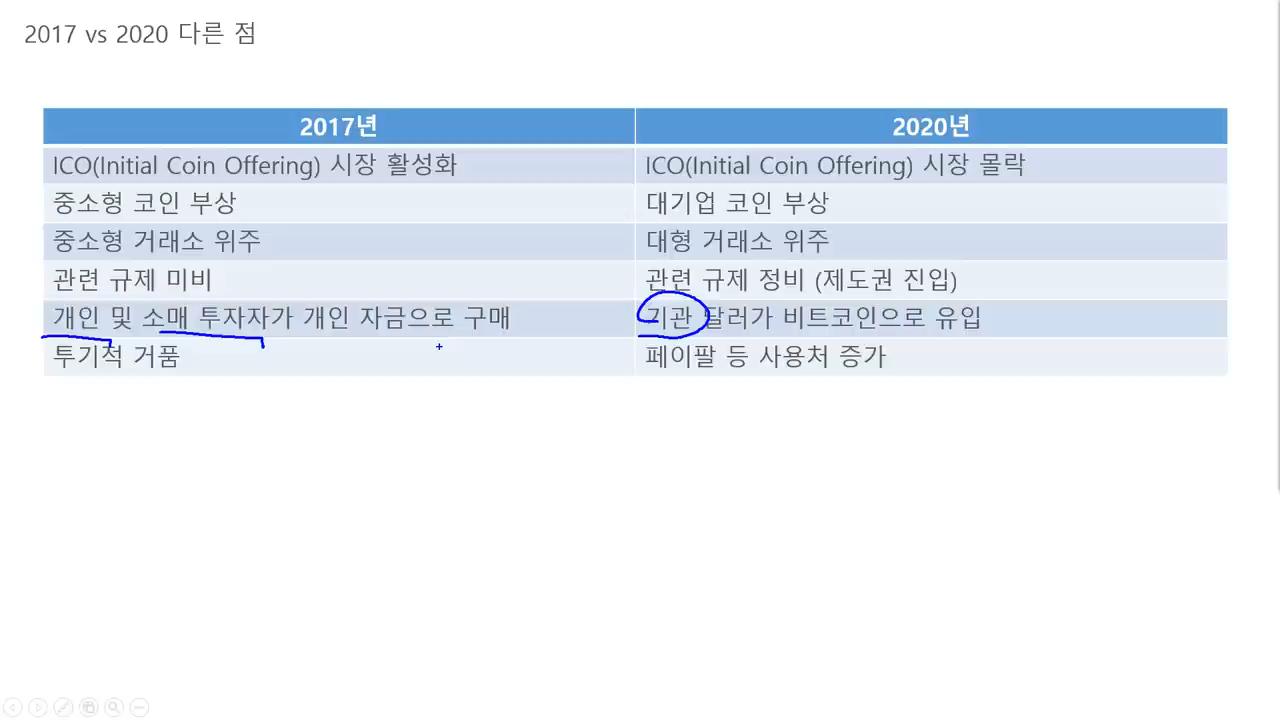 2017 vs 2020 다른 점
2017년 2020년
ICO(Initial Coin Offering) 시장 활성화 ICO(Initial Coin Offering) 시장 몰락
중소형 코인 부상 대기업 코인 부상
중소형 거래소 위주 대형 거래소 위주
관련 규제 미비 관련 규제 정비 (제도권 진입)
개인 및 소매 투자자가 개인 자금으로 구매 기관 달러가 비트코인으로 유입
투기적 거품 페이팔 등 사용처 증가